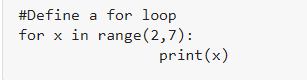 #Define a for loop
for x in range(2,7):
                print(x)